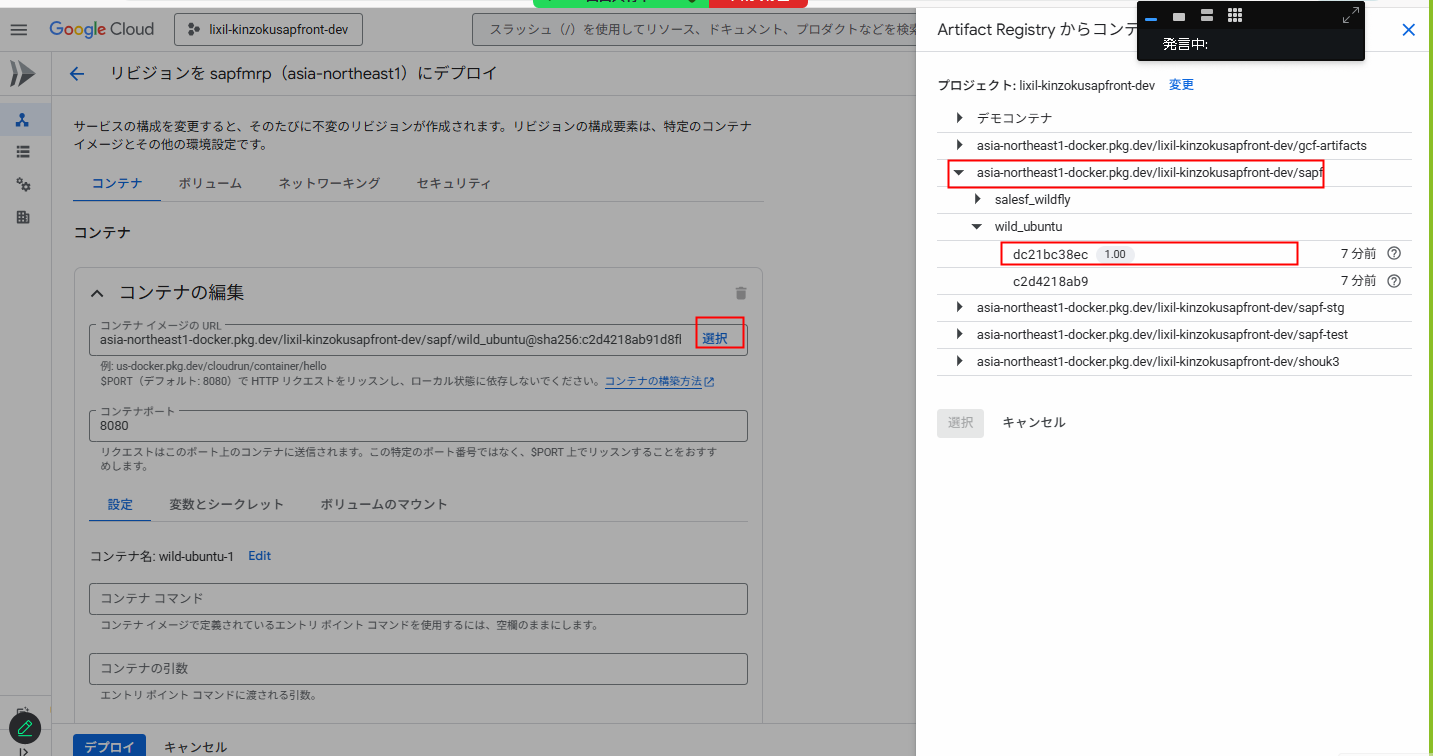 Google Cloud
lixil-kinzokusapfront-dev
スラッシュ（/）を使用してリソース、ドキュメント、プロダクトなどを検索
リビジョンを sapfmrp（asia-northeast1）にデプロイ
サービスの構成を変更すると、そのたびに不変のリビジョンが作成されます。リビジョンの構成要素は、特定のコンテナ
イメージとその他の環境設定です。
コンテナ
ボリューム
ネットワーキング
セキュリティ
コンテナ
コンテナの編集
コンテナ イメージの URL
asia-northeast1-docker.pkg.dev/lixil-kinzokusapfront-dev/sapf/wild_ubuntu@sha256:c2d4218ab91d8fl
選択
例: us-docker.pkg.dev/cloudrun/container/hello
$PORT（デフォルト: 8080）で HTTP リクエストをリッスンし、ローカル状態に依存しないでください。コンテナの構築方法
コンテナポート
8080
リクエストはこのポート上のコンテナに送信されます。この特定のポート番号ではなく、$PORT 上でリッスンすることをおすす
めします。
設定
変数とシークレット
ボリュームのマウント
コンテナ名: wild-ubuntu-1 Edit
コンテナ コマンド
コンテナ イメージで定義されているエントリ ポイント コマンドを使用するには、空欄のままにします。
コンテナの引数
エントリ ポイント コマンドに渡される引数。
デプロイ
キャンセル
Artifact Registry からコンテ
発言中:
プロジェクト: lixil-kinzokusapfront-dev 変更
デモコンテナ
asia-northeast1-docker.pkg.dev/lixil-kinzokusapfront-dev/gcf-artifacts
asia-northeast1-docker.pkg.dev/lixil-kinzokusapfront-dev/sapf
salesf_wildfly
wild_ubuntu
dc21bc38ec 1.00 7 分前
c2d4218ab9 7 分前
asia-northeast1-docker.pkg.dev/lixil-kinzokusapfront-dev/sapf-stg
asia-northeast1-docker.pkg.dev/lixil-kinzokusapfront-dev/sapf-test
asia-northeast1-docker.pkg.dev/lixil-kinzokusapfront-dev/shouk3
選択
キャンセル